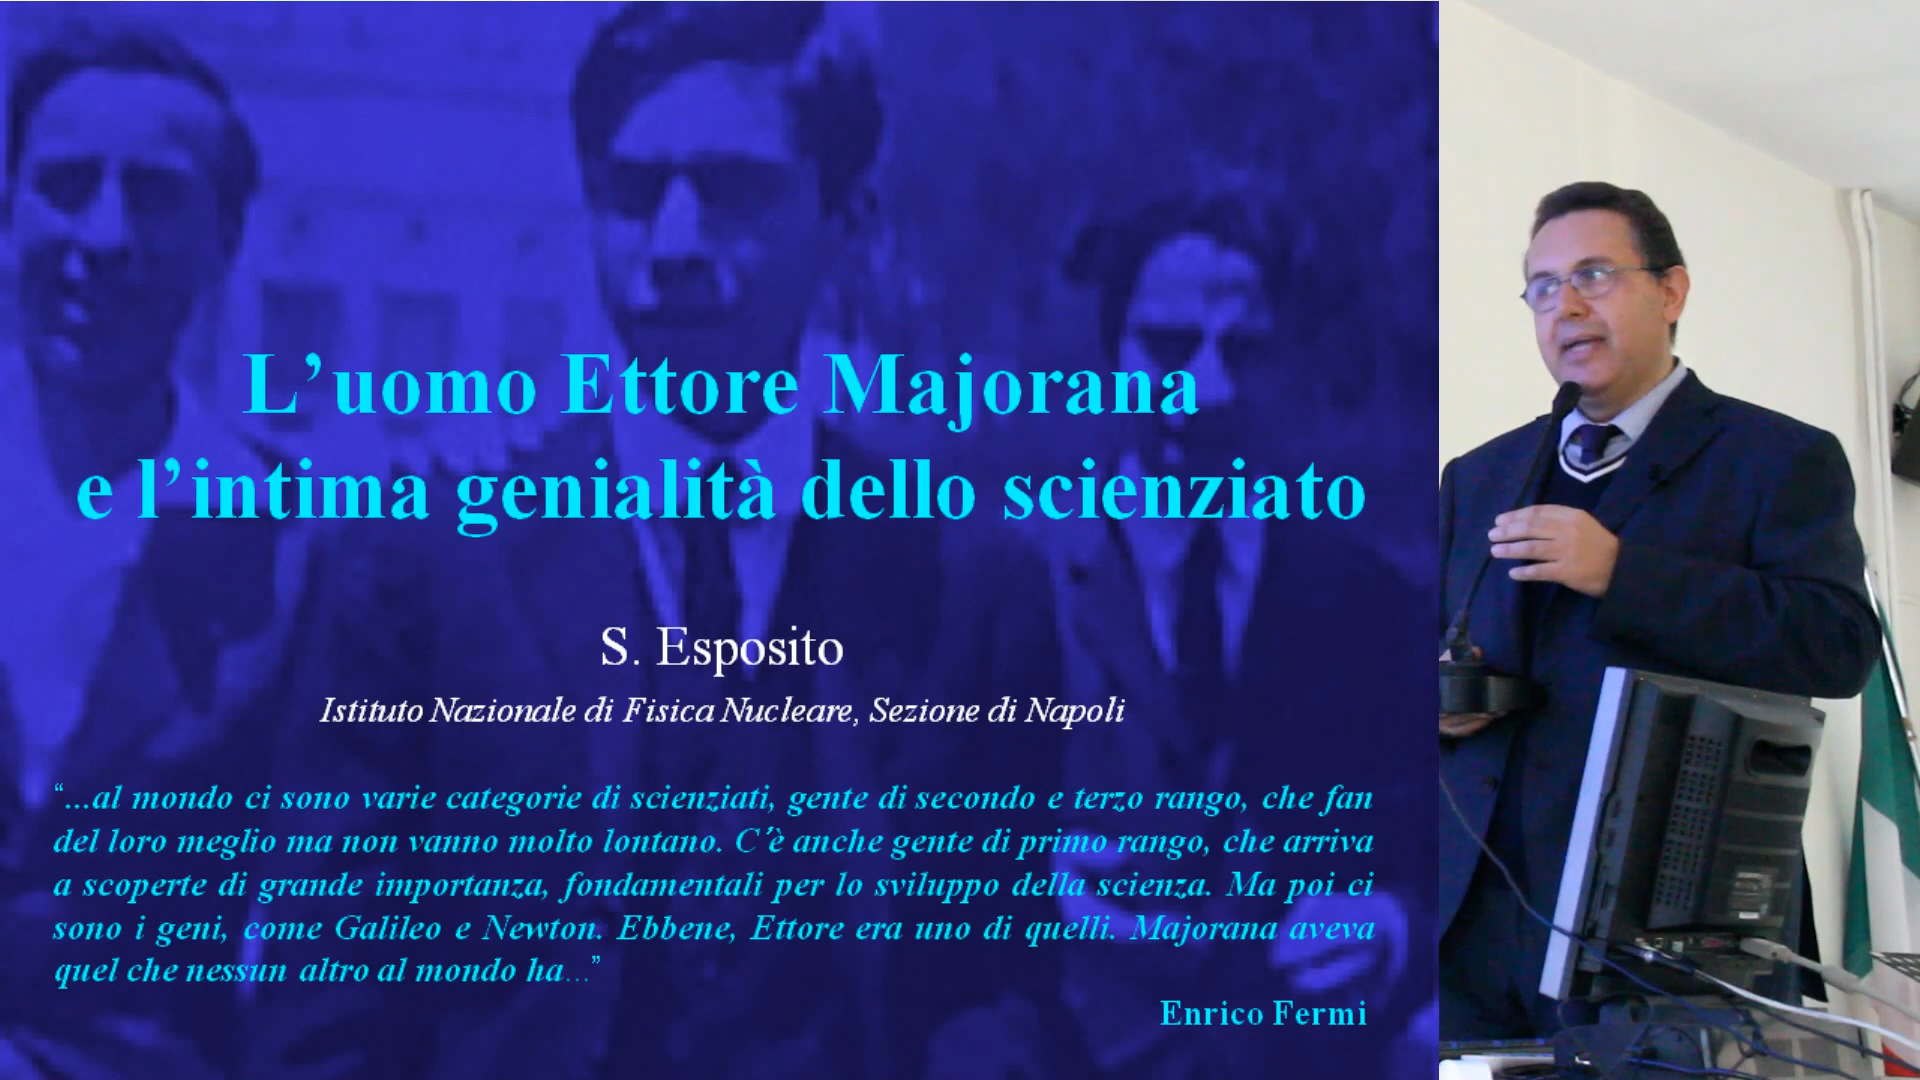 L’uomo Ettore Majorana
e l’intima genialità dello scienziato
S. Esposito
Istituto Nazionale di Fisica Nucleare, Sezione di Napoli
“...al mondo ci sono varie categorie di scienziati, gente di secondo e terzo rango, che fan
del loro meglio ma non vanno molto lontano. C’è anche gente di primo rango, che arriva
a scoperte di grande importanza, fondamentali per lo sviluppo della scienza. Ma poi ci
sono i geni, come Galileo e Newton. Ebbene, Ettore era uno di quelli. Majorana aveva
quel che nessun altro al mondo ha...”
Enrico Fermi